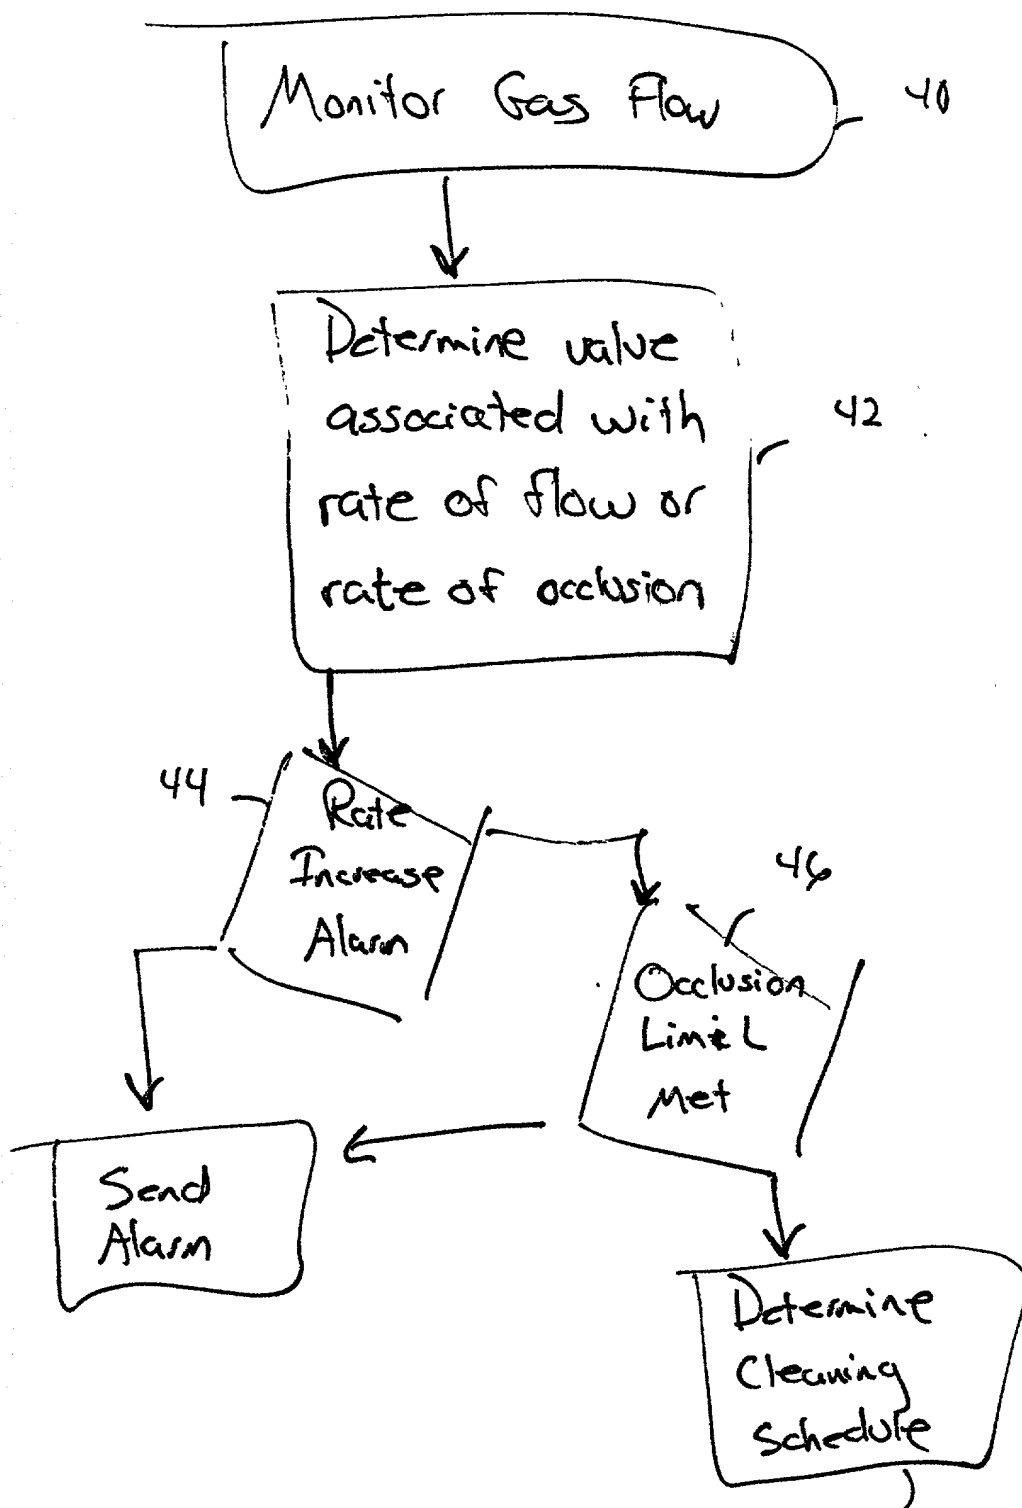 Monitor Gas Flow
40
Determine value
associated with
rate of flow or
rate of occlusion
42
44
Rate
Increase
Alarm
46
Occlusion
Limit
Met
Send
Alarm
Determine
Cleaning
Schedule